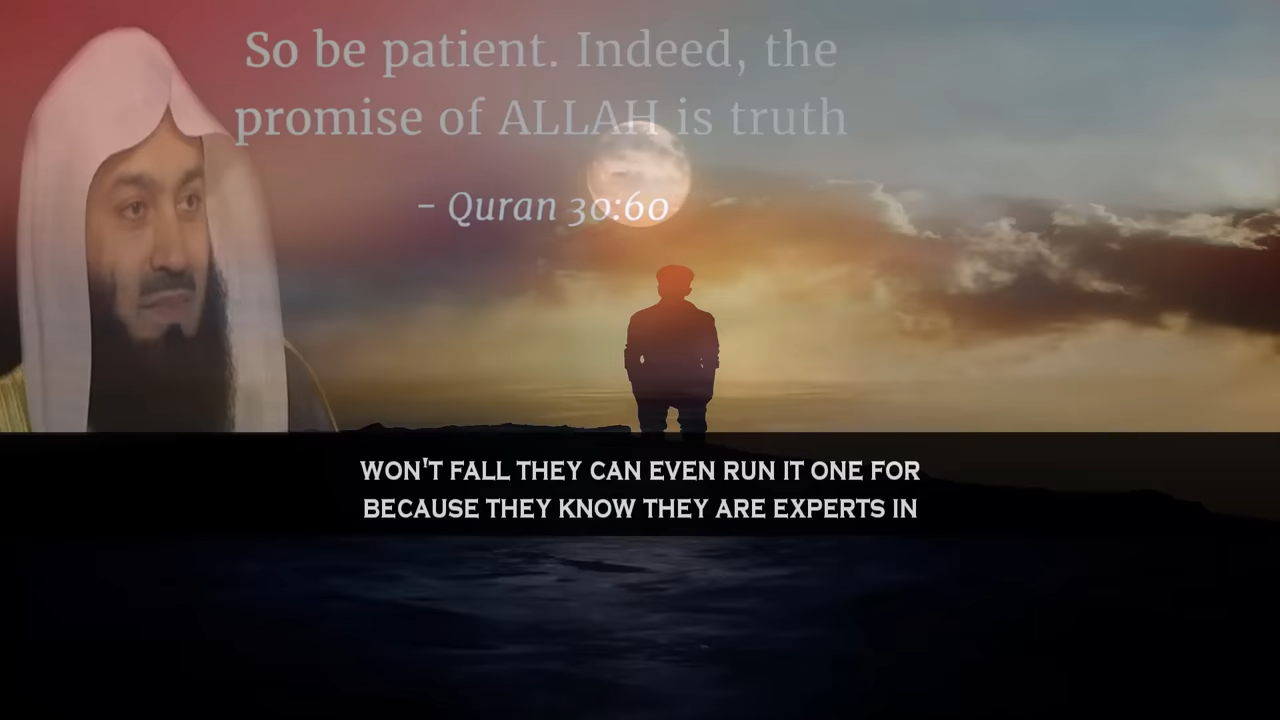 So be patient. Indeed, the
promise of ALLAH is truth
- Quran 30:60
WON'T FALL THEY CAN EVEN RUN IT ONE FOR
BECAUSE THEY KNOW THEY ARE EXPERTS IN